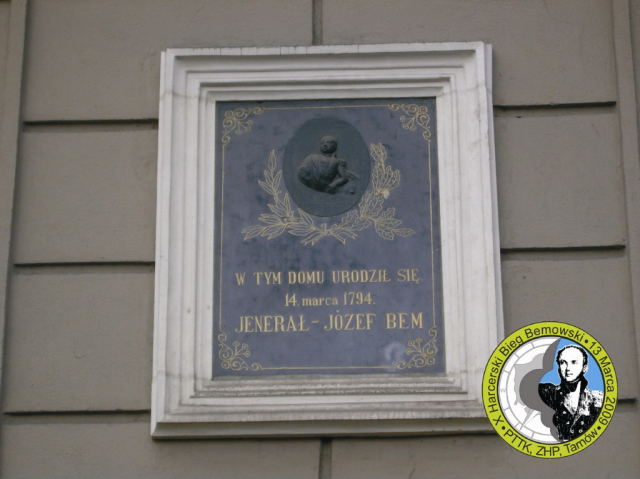 W TYM DOMU URODZIŁ SIĘ
14. marca 1794.
JENERAŁ - JÓZEF BEM
X Harcerski Bieg Bemowski • 13 Marca 2009 •
PTTK, ZHP, Tarnów